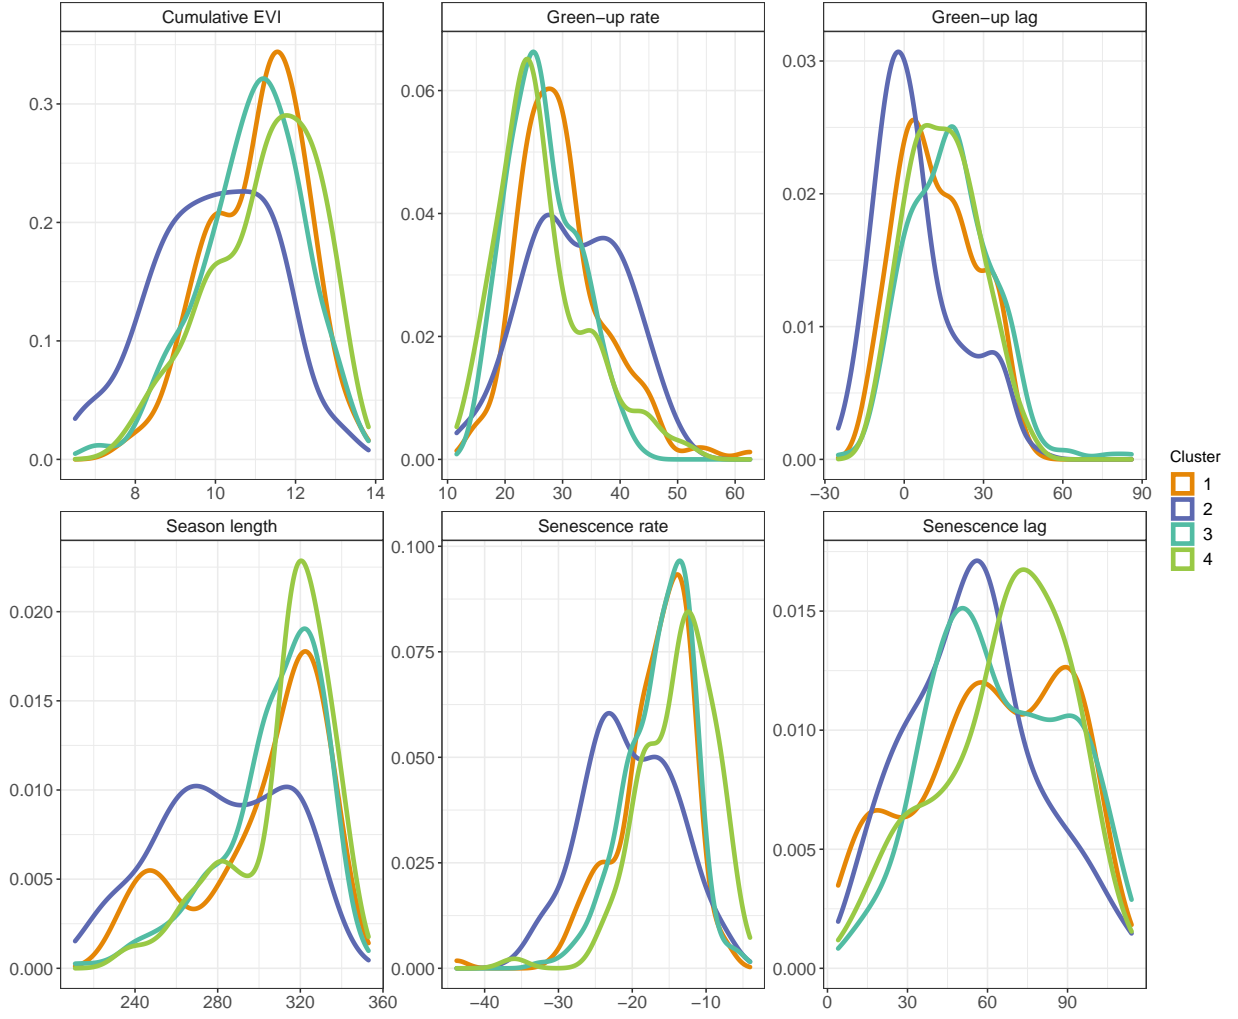 Cumulative EVI
Green−up rate
Green−up lag
0.3
0.2
0.1
0.0
8 10 12 14
0.06
0.04
0.02
0.00
10 20 30 40 50 60
0.03
0.02
0.01
0.00
−30 0 30 60 90
Cluster
1
2
3
4
Season length
Senescence rate
Senescence lag
0.020
0.015
0.010
0.005
0.000
240 280 320 360
0.100
0.075
0.050
0.025
0.000
−40 −30 −20 −10
0.015
0.010
0.005
0.000
0 30 60 90